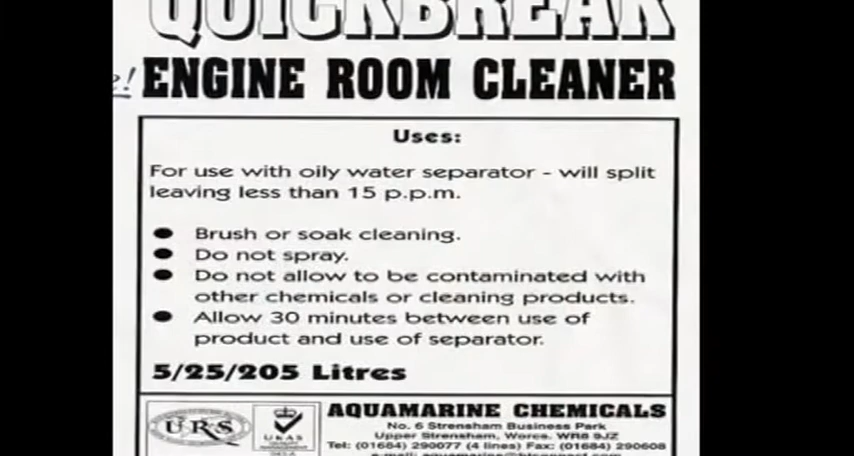 QUICKBREAK
ENGINE ROOM CLEANER
Uses:
For use with oily water separator - will split
leaving less than 15 p.p.m.
● Brush or soak cleaning.
● Do not spray.
● Do not allow to be contaminated with
other chemicals or cleaning products.
● Allow 30 minutes between use of
product and use of separator.
5/25/205 Litres
URS
UKAS
AQUAMARINE CHEMICALS
No. 6 Strensham Business Park
Upper Strensham, Worcs. WR8 9JZ
Tel: (01684) 290077 (4 lines) Fax: (01684) 290608